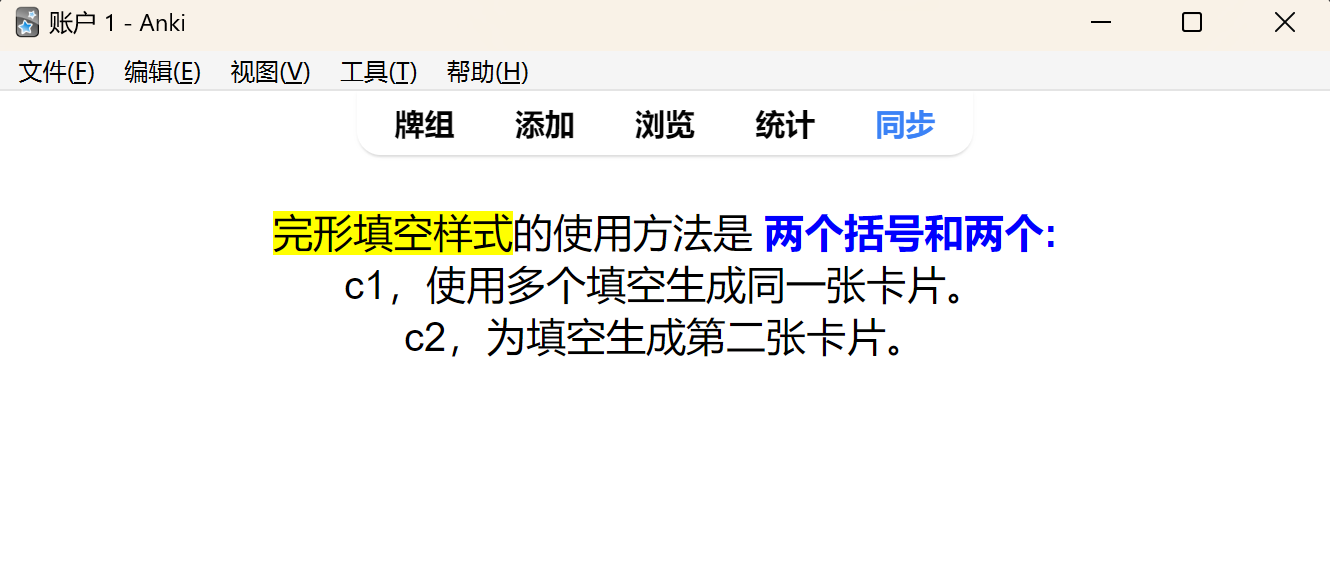 账户 1 - Anki
文件(F) 编辑(E) 视图(V) 工具(T) 帮助(H)
牌组 添加 浏览 统计 同步
完形填空样式的使用方法是 两个括号和两个:
c1，使用多个填空生成同一张卡片。
c2，为填空生成第二张卡片。